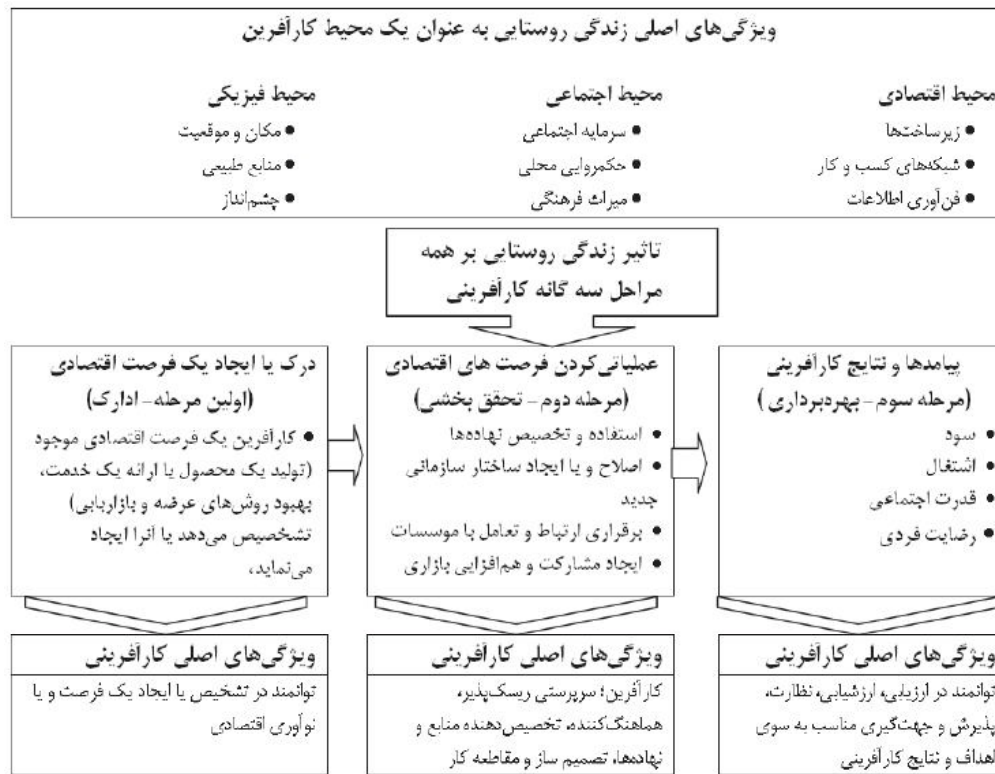 ویژگی‌های اصلی زندگی روستایی به عنوان یک محیط کارآفرین
محیط اقتصادی
● زیرساخت‌ها
● شبکه‌های کسب و کار
● فن‌آوری اطلاعات
محیط اجتماعی
● سرمایه اجتماعی
● حکمروایی محلی
● میراث فرهنگی
محیط فیزیکی
● مکان و موقعیت
● منابع طبیعی
● چشم‌انداز
تاثیر زندگی روستایی بر همه
مراحل سه گانه کارآفرینی
درک یا ایجاد یک فرصت اقتصادی
(اولین مرحله- ادارک)
● کارآفرین یک فرصت اقتصادی موجود
(تولید یک محصول یا ارائه یک خدمت،
بهبود روش‌های عرضه و بازاریابی)
تشخصیص می‌دهد یا آنرا ایجاد
می‌نماید،
عملیاتی‌کردن فرصت های اقتصادی
(مرحله دوم- تحقق بخشی)
● استفاده و تخصیص نهاده‌ها
● اصلاح و یا ایجاد ساختار سازمانی
جدید
● برقراری ارتباط و تعامل با موسسات
● ایجاد مشارکت و هم‌افزایی بازاری
پیامدها و نتایج کارآفرینی
(مرحله سوم- بهره‌برداری )
● سود
● اشتغال
● قدرت اجتماعی
● رضایت فردی
ویژگی‌های اصلی کارآفرینی
توانمند در تشخیص یا ایجاد یک فرصت و یا
نوآوری اقتصادی
ویژگی‌های اصلی کارآفرینی
کارآفرین؛ سرپرستی ریسک‌پذیر،
هماهنگ‌کننده، تخصیص‌دهنده منابع و
نهاده‌ها، تصمیم ساز و مقاطعه کار
ویژگی‌های اصلی کارآفرینی
توانمند در ارزیابی، ارزشیابی، نظارت،
پذیرش و جهت‌گیری مناسب به سوی
اهداف و نتایج کارآفرینی